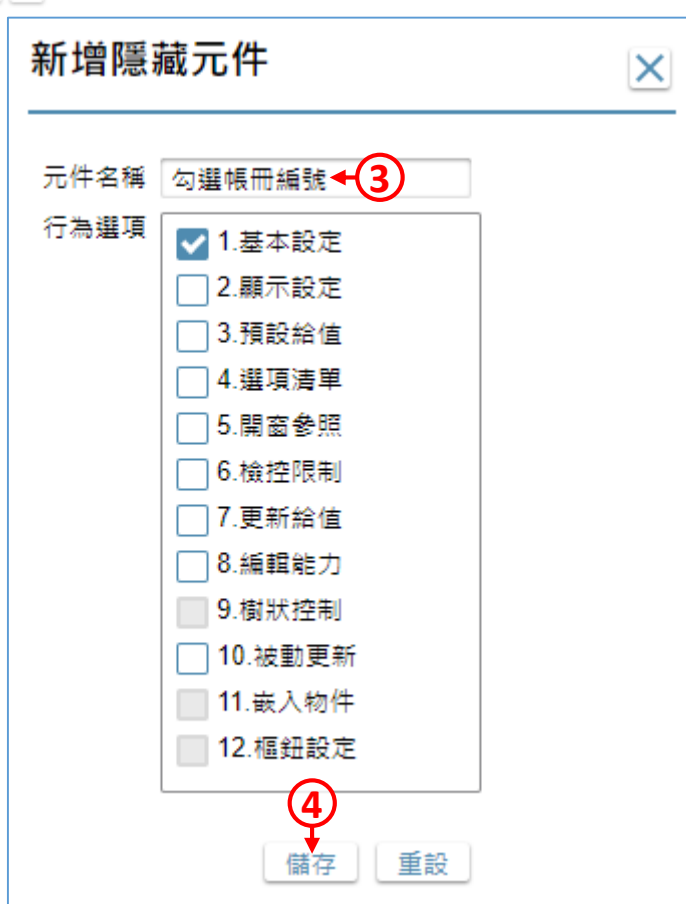 新增隱藏元件
元件名稱 勾選帳冊編號 ③
行為選項
1.基本設定
2.顯示設定
3.預設給值
4.選項清單
5.開窗參照
6.檢控限制
7.更新給值
8.編輯能力
9.樹狀控制
10.被動更新
11.嵌入物件
12.樞鈕設定
④
儲存 重設